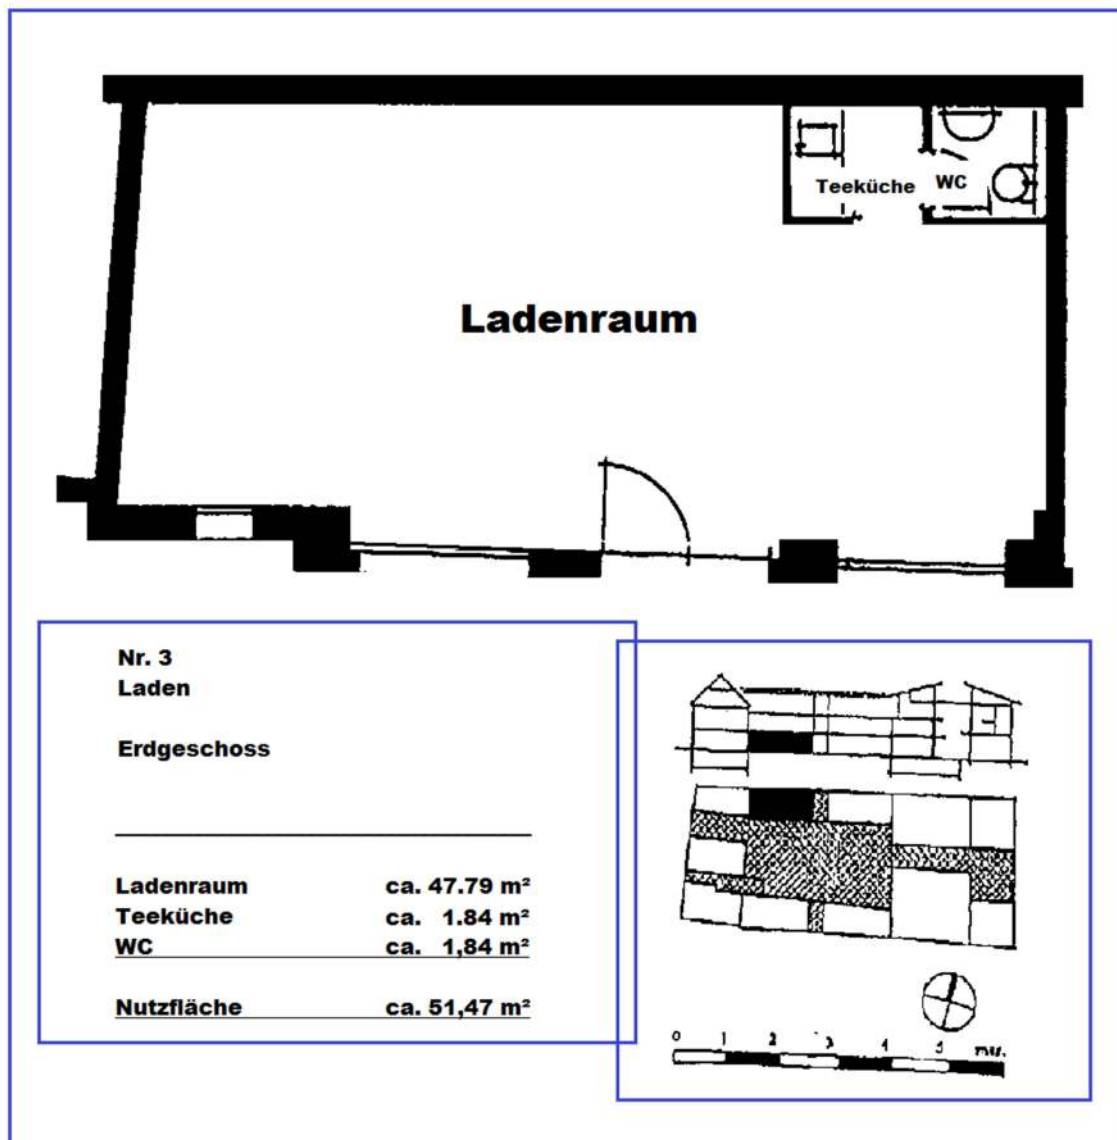 Teeküche WC
Ladenraum
Nr. 3
Laden
Erdgeschoss
Ladenraum ca. 47.79 m²
Teeküche ca. 1.84 m²
WC ca. 1,84 m²
Nutzfläche ca. 51,47 m²
0 1 2 3 4 5